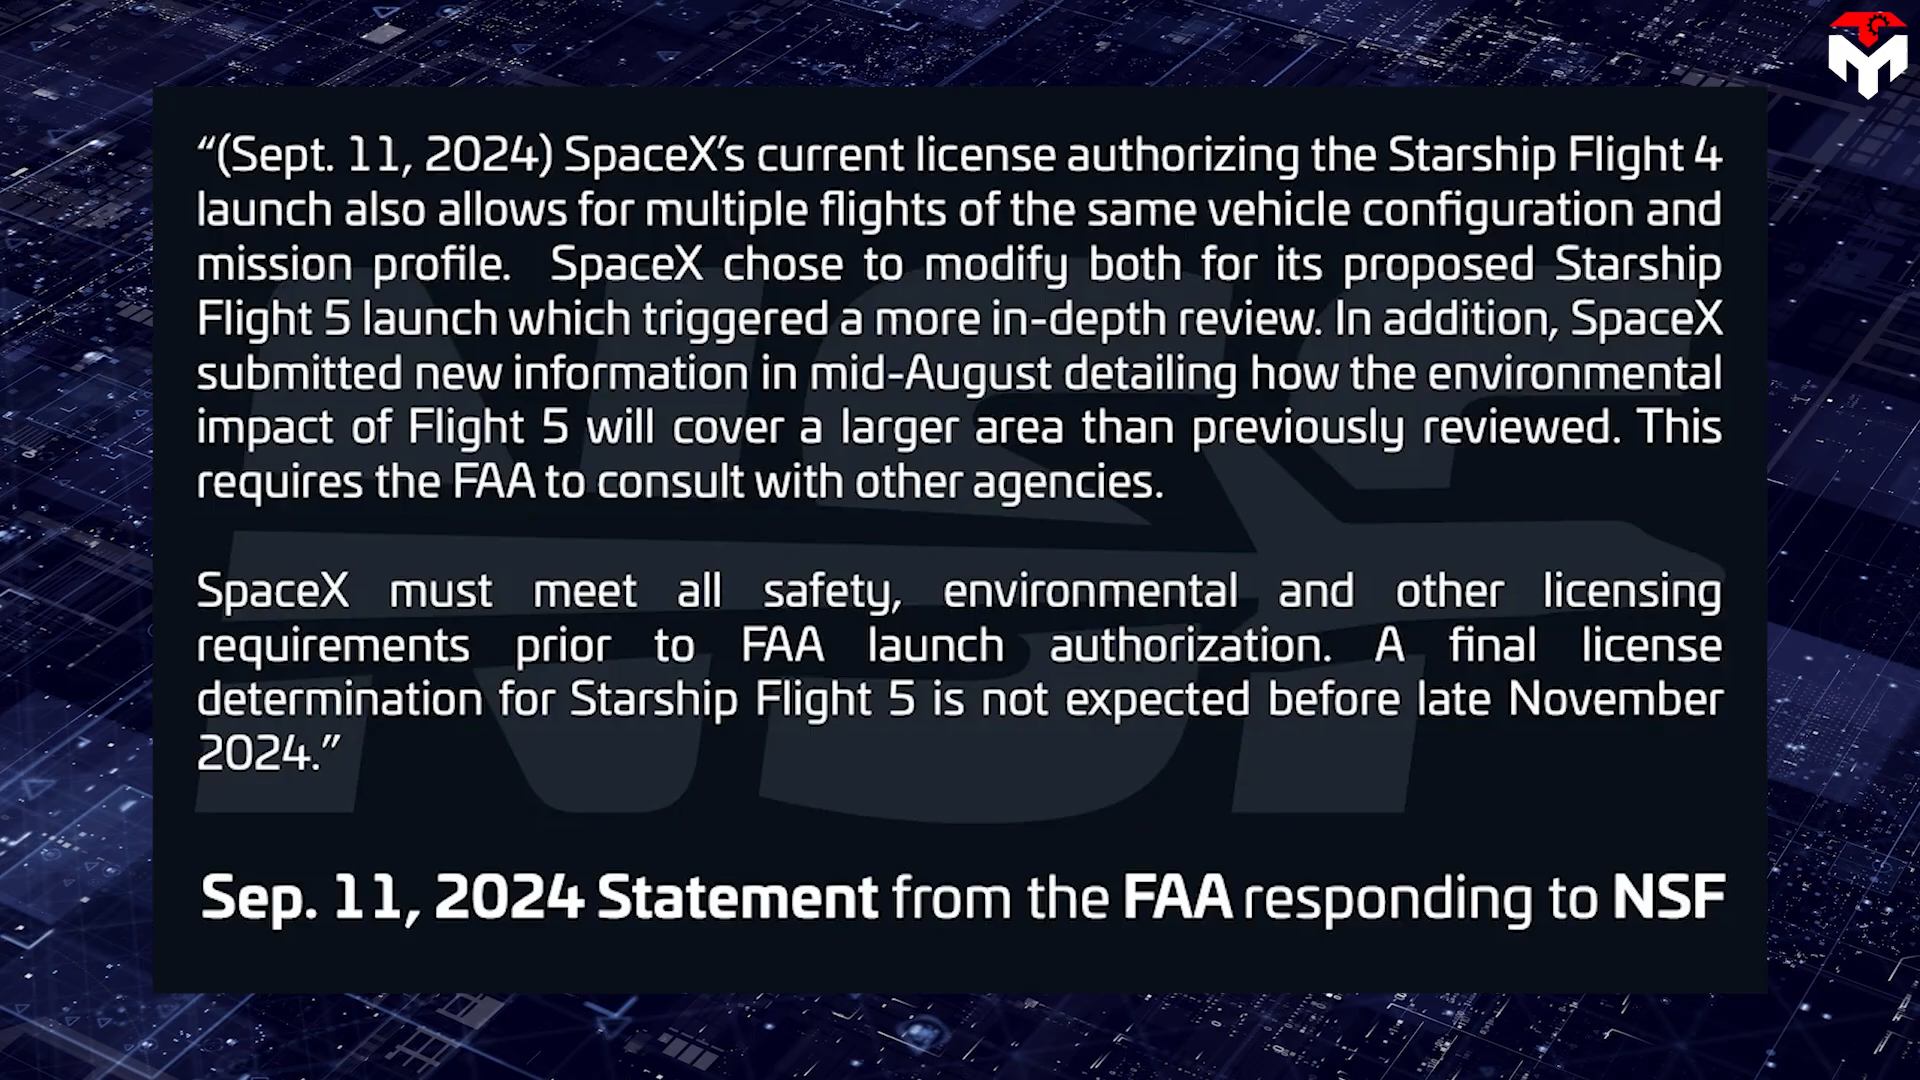 “(Sept. 11, 2024) SpaceX’s current license authorizing the Starship Flight 4
launch also allows for multiple flights of the same vehicle configuration and
mission profile.  SpaceX chose to modify both for its proposed Starship
Flight 5 launch which triggered a more in-depth review. In addition, SpaceX
submitted new information in mid-August detailing how the environmental
impact of Flight 5 will cover a larger area than previously reviewed. This
requires the FAA to consult with other agencies.
SpaceX must meet all safety, environmental and other licensing
requirements prior to FAA launch authorization. A final license
determination for Starship Flight 5 is not expected before late November
2024.”
Sep. 11, 2024 Statement from the FAA responding to NSF
NSF